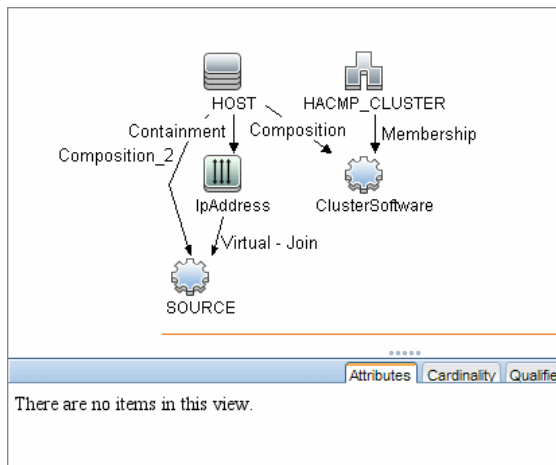 HOST
HACMP_CLUSTER
Containment
Composition
Membership
Composition_2
IpAddress
ClusterSoftware
Virtual - Join
SOURCE
Attributes
Cardinality
Qualifie
There are no items in this view.